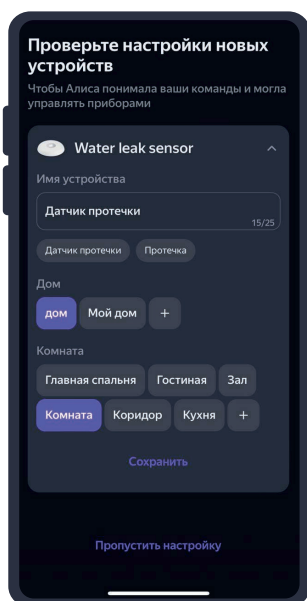 Проверьте настройки новых
устройств
Чтобы Алиса понимала ваши команды и могла
управлять приборами
Water leak sensor
Имя устройства
Датчик протечки
15/25
Датчик протечки Протечка
Дом
дом Мой дом +
Комната
Главная спальня Гостиная Зал
Комната Коридор Кухня +
Сохранить
Пропустить настройку